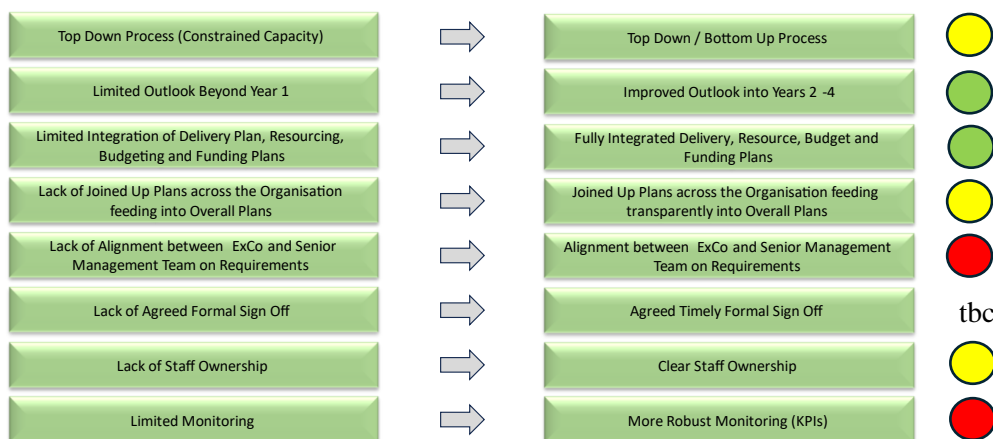 Top Down Process (Constrained Capacity)
Top Down / Bottom Up Process
Limited Outlook Beyond Year 1
Improved Outlook into Years 2 -4
Limited Integration of Delivery Plan, Resourcing,
Budgeting and Funding Plans
Fully Integrated Delivery, Resource, Budget and
Funding Plans
Lack of Joined Up Plans across the Organisation
feeding into Overall Plans
Joined Up Plans across the Organisation feeding
transparently into Overall Plans
Lack of Alignment between ExCo and Senior
Management Team on Requirements
Alignment between ExCo and Senior Management
Team on Requirements
Lack of Agreed Formal Sign Off
Agreed Timely Formal Sign Off
tbc
Lack of Staff Ownership
Clear Staff Ownership
Limited Monitoring
More Robust Monitoring (KPIs)